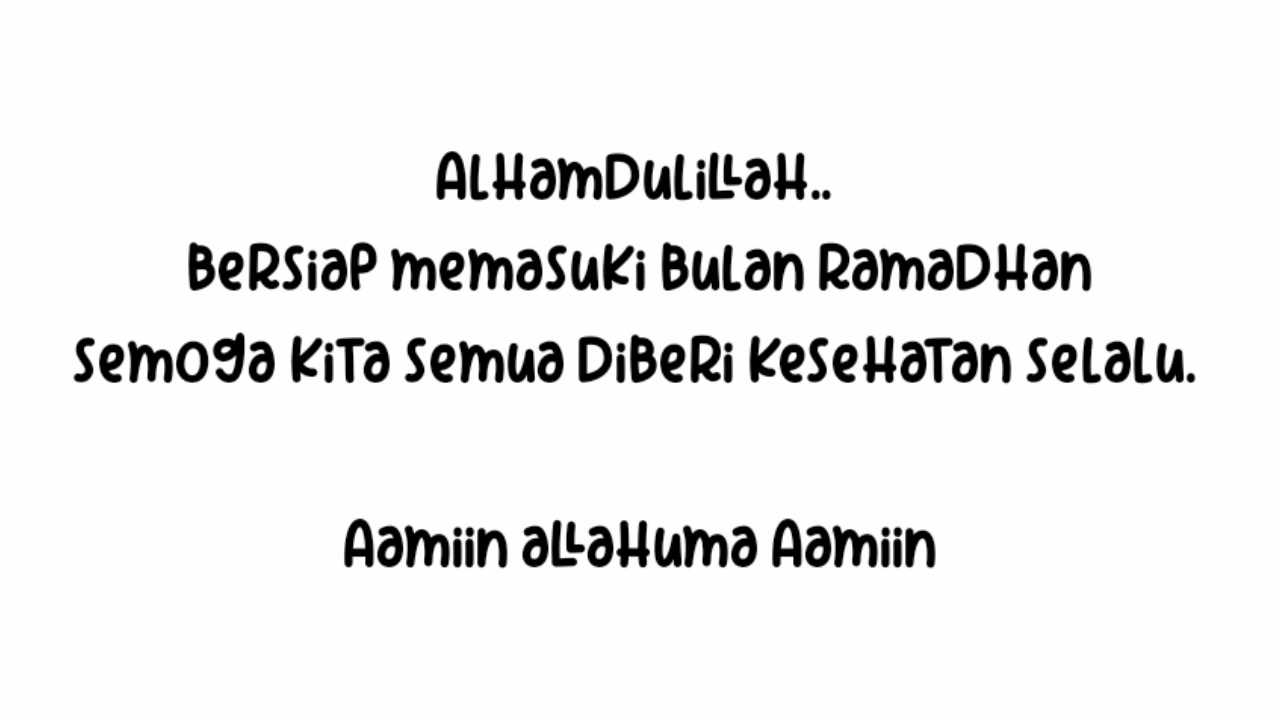 Alhamdulillah..
Bersiap memasuki bulan Ramadhan
semoga kita semua diberi kesehatan selalu.
Aamiin allahuma Aamiin